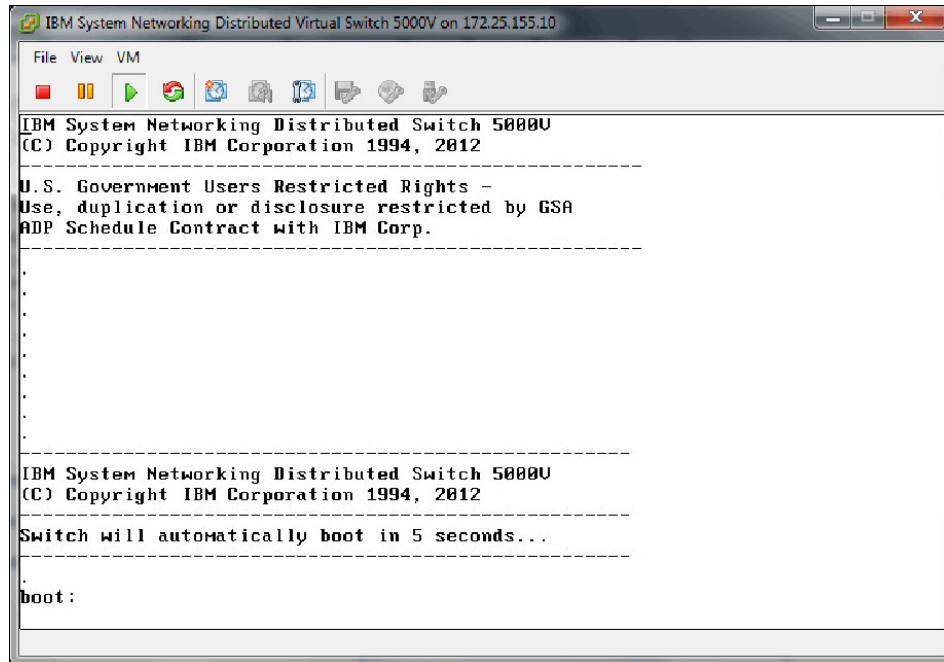 IBM System Networking Distributed Virtual Switch 5000V on 172.25.155.10
File View VM
IBM System Networking Distributed Switch 5000V
(C) Copyright IBM Corporation 1994, 2012
-----------------------------------------------------
U.S. Government Users Restricted Rights -
Use, duplication or disclosure restricted by GSA
ADP Schedule Contract with IBM Corp.
-----------------------------------------------------
.
.
.
.
.
.
.
.
.
----------------------------------------------------
IBM System Networking Distributed Switch 5000V
(C) Copyright IBM Corporation 1994, 2012
----------------------------------------------------
Switch will automatically boot in 5 seconds...
----------------------------------------------------
.
boot: